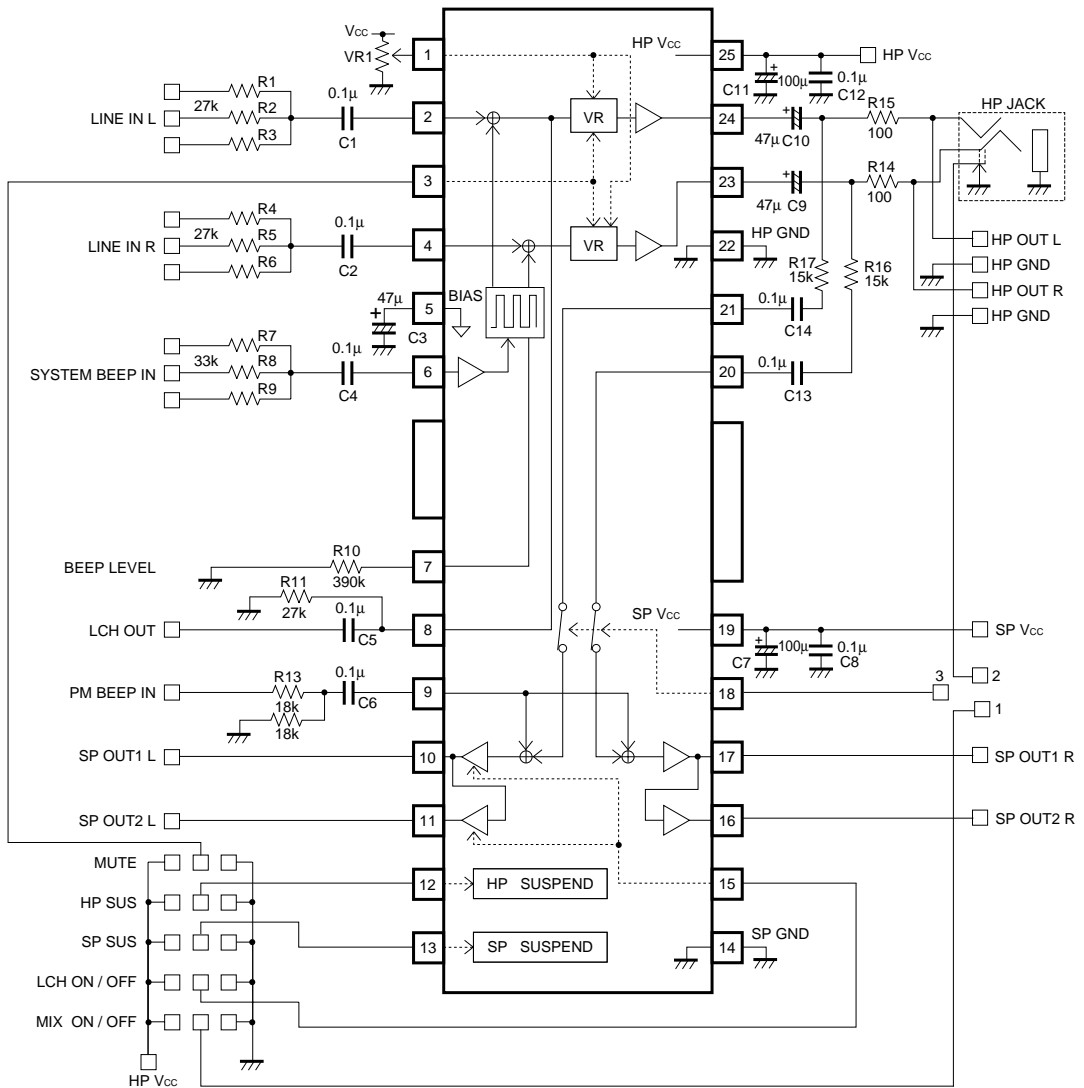 Vcc
VR1
1
HP Vcc
25
HP Vcc
C11
100μ
0.1μ
C12
R1
27k
R2
R3
LINE IN L
0.1μ
C1
2
VR
24
47μ
C10
R15
100
HP JACK
3
23
47μ
C9
R14
100
R4
27k
R5
R6
LINE IN R
0.1μ
C2
4
VR
HP GND
22
R17
15k
R16
15k
HP OUT L
HP GND
HP OUT R
HP GND
47μ
C3
5
BIAS
21
0.1μ
C14
R7
33k
R8
R9
SYSTEM BEEP IN
0.1μ
C4
6
20
0.1μ
C13
BEEP LEVEL
R10
390k
7
R11
27k
LCH OUT
0.1μ
C5
8
SP Vcc
19
C7
100μ
0.1μ
C8
SP Vcc
PM BEEP IN
R13
18k
18k
0.1μ
C6
9
18
3
2
1
SP OUT1 L
10
17
SP OUT1 R
SP OUT2 L
11
16
SP OUT2 R
MUTE
HP SUS
12
HP SUSPEND
15
SP SUS
13
SP SUSPEND
SP GND
14
LCH ON / OFF
MIX ON / OFF
HP Vcc